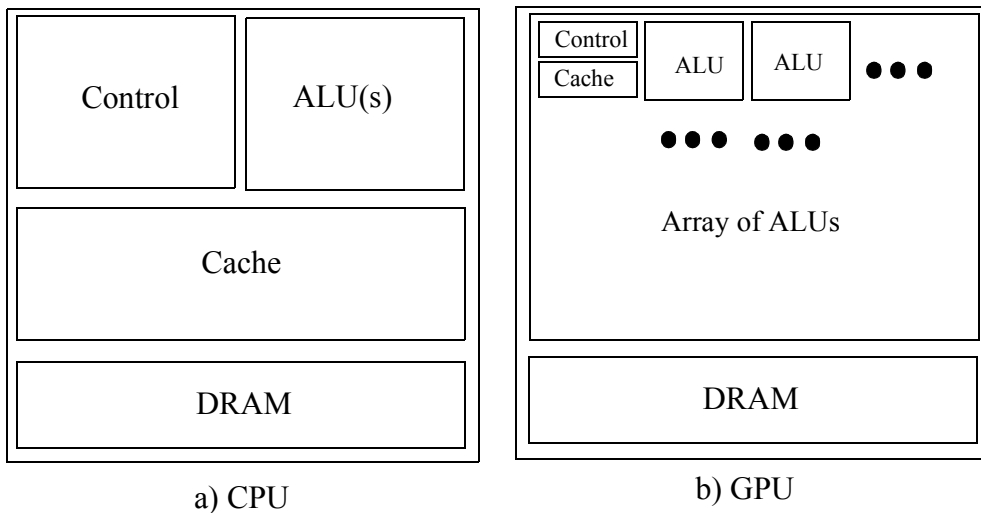 Control
ALU(s)
Cache
DRAM
a) CPU
Control
Cache
ALU
ALU
Array of ALUs
DRAM
b) GPU